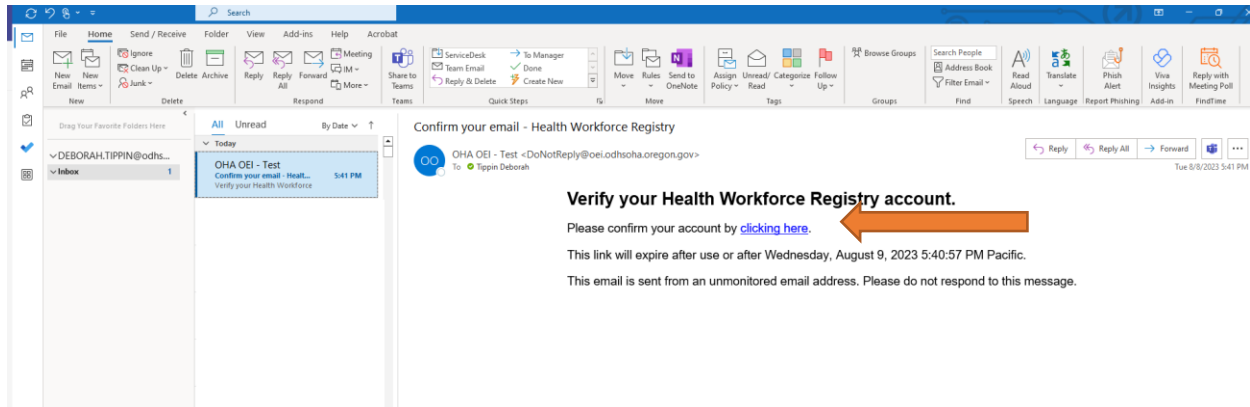 Search
File Home Send / Receive Folder View Add-ins Help Acrobat
New Email
New Items
Ignore
Clean Up
Junk
Delete
Archive
Reply
Reply All
Forward
Meeting
IM
More
Share to Teams
ServiceDesk
Team Email
Reply & Delete
To Manager
Done
Create New
Move
Rules
Send to OneNote
Assign Policy
Unread/ Read
Categorize
Follow Up
Browse Groups
Search People
Address Book
Filter Email
Read Aloud
Translate
Phish Alert
Viva Insights
Reply with Meeting Poll
New Delete Respond Teams Quick Steps Move Tags Groups Find Speech Language Report Phishing Add-in FindTime
Drag Your Favorite Folders Here
DEBORAH.TIPPIN@odhs...
Inbox 1
All Unread By Date
Today
OHA OEI - Test
Confirm your email - Healt... 5:41 PM
Verify your Health Workforce
Confirm your email - Health Workforce Registry
OO
OHA OEI - Test <DoNotReply@oei.odhsoha.oregon.gov>
To Tippin Deborah
Reply Reply All Forward
Tue 8/8/2023 5:41 PM
Verify your Health Workforce Registry account.
Please confirm your account by clicking here.
This link will expire after use or after Wednesday, August 9, 2023 5:40:57 PM Pacific.
This email is sent from an unmonitored email address. Please do not respond to this message.